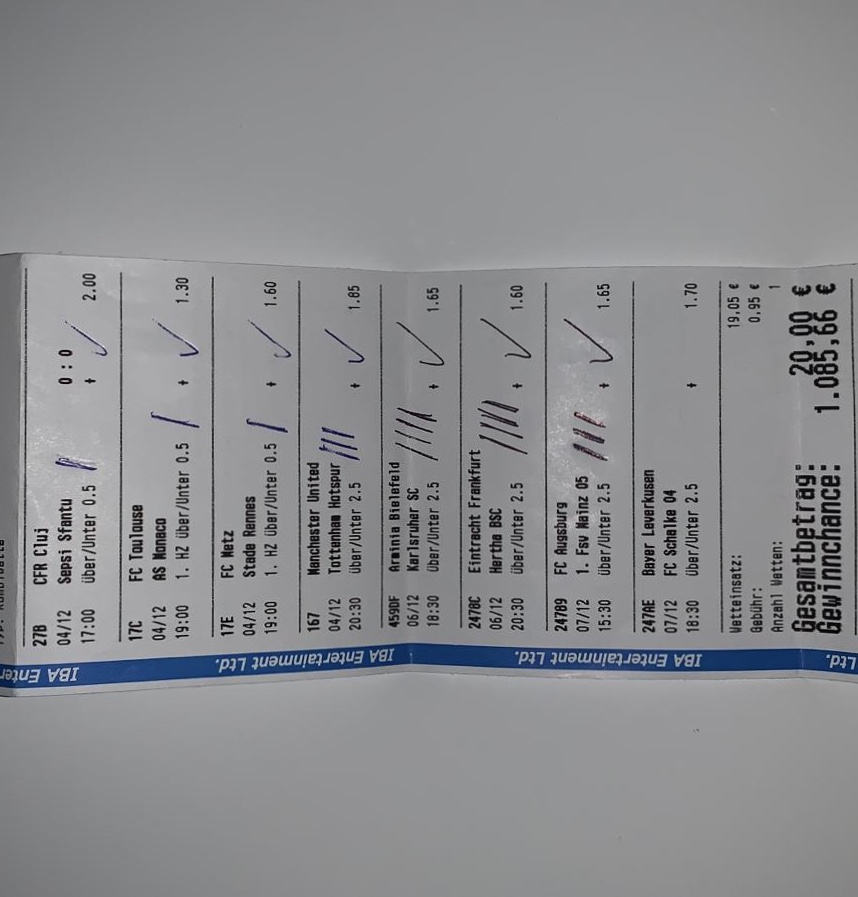 27B CFR Cluj
04/12 Sepsi Sfantu 0:0
17:00 über/Unter 0.5 + 2.00
17C FC Toulouse
04/12 AS Monaco
19:00 1. HZ über/Unter 0.5 + 1.30
17E FC Metz
04/12 Stade Rennes
19:00 1. HZ über/Unter 0.5 + 1.60
167 Manchester United
04/12 Tottenham Hotspur
20:30 über/Unter 2.5 + 1.85
459DF Arminia Bielefeld
06/12 Karlsruher SC
18:30 über/Unter 2.5 + 1.65
2478C Eintracht Frankfurt
06/12 Hertha BSC
20:30 über/Unter 2.5 + 1.60
24789 FC Augsburg
07/12 1. Fsv Mainz 05
15:30 über/Unter 2.5 + 1.65
247AE Bayer Leverkusen
07/12 FC Schalke 04
18:30 über/Unter 2.5 + 1.70
Wetteinsatz: 19,05 €
Gebühr: 0,95 €
Anzahl Wetten: 1
Gesamtbetrag: 20,00 €
Gewinnchance: 1.085,66 €
IBA Enter
IBA Entertainment Ltd.
IBA Entertainment Ltd.
IBA Entertainment Ltd.
Ltd.